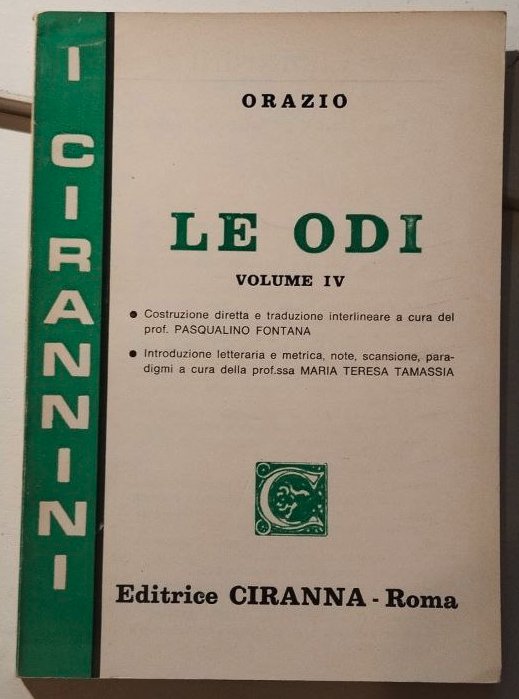 I CIRANNINI
ORAZIO
LE ODI
VOLUME IV
● Costruzione diretta e traduzione interlineare a cura del
prof. PASQUALINO FONTANA
● Introduzione letteraria e metrica, note, scansione, para-
digmi a cura della prof.ssa MARIA TERESA TAMASSIA
C
Editrice CIRANNA - Roma